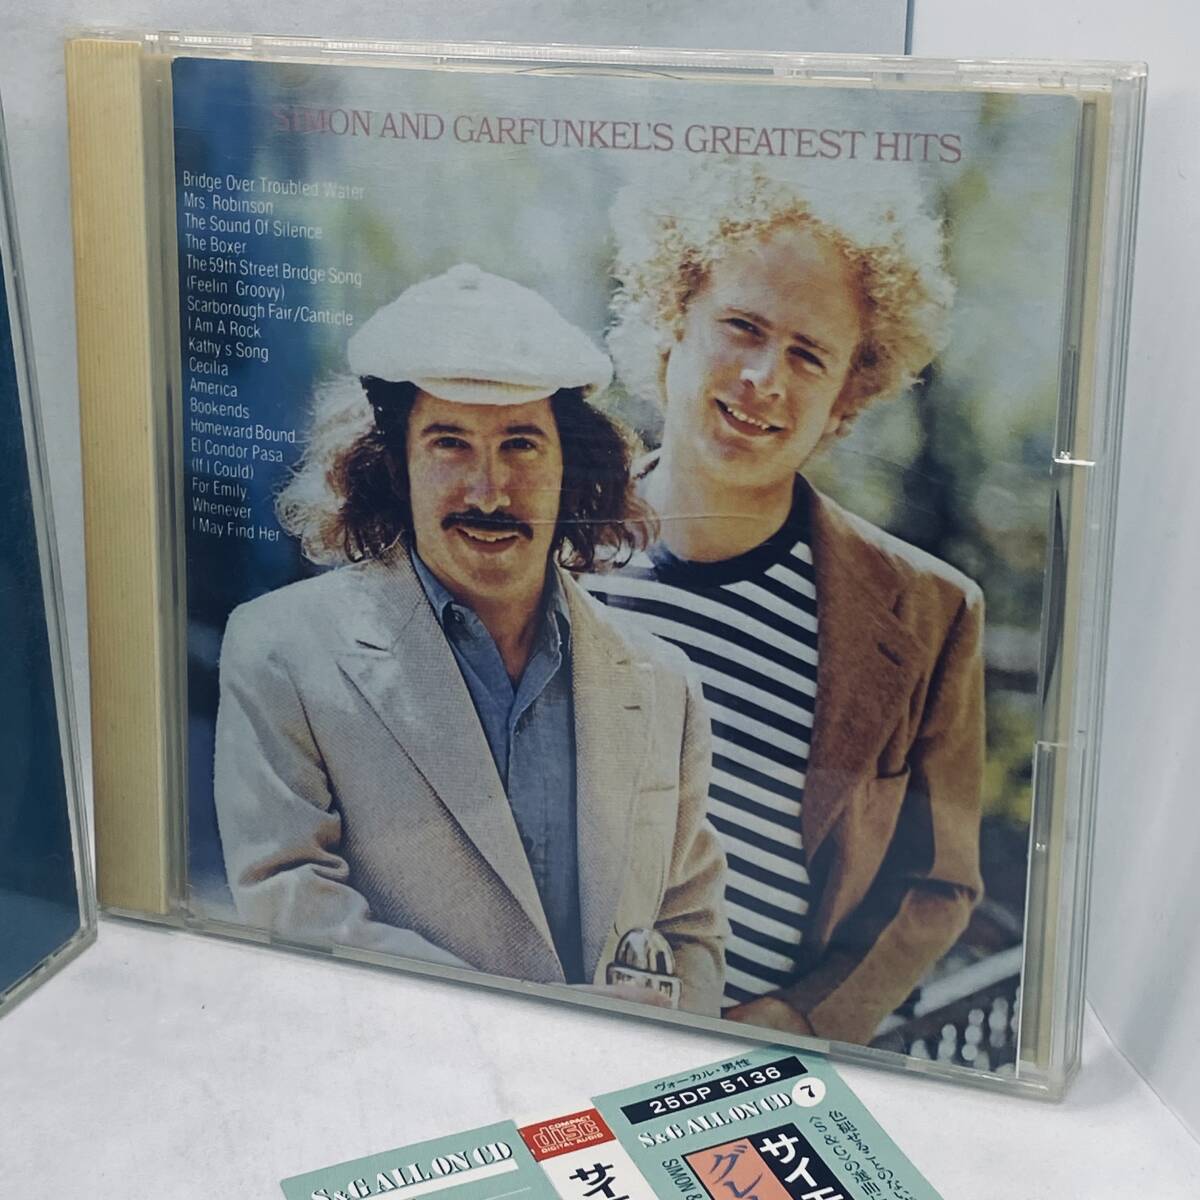 SIMON AND GARFUNKEL'S GREATEST HITS
Bridge Over Troubled Water
Mrs. Robinson
The Sound Of Silence
The Boxer
The 59th Street Bridge Song
(Feelin' Groovy)
Scarborough Fair/Canticle
I Am A Rock
Kathy's Song
Cecilia
America
Bookends
Homeward Bound
El Condor Pasa
(If I Could)
For Emily,
Whenever
I May Find Her
ヴォーカル・男性
25DP 5136
S&G ALL ON CD 7
S&G ALL ON CD
COMPACT
disc
DIGITAL AUDIO
サイ
サイモ
グレ
SIMON &